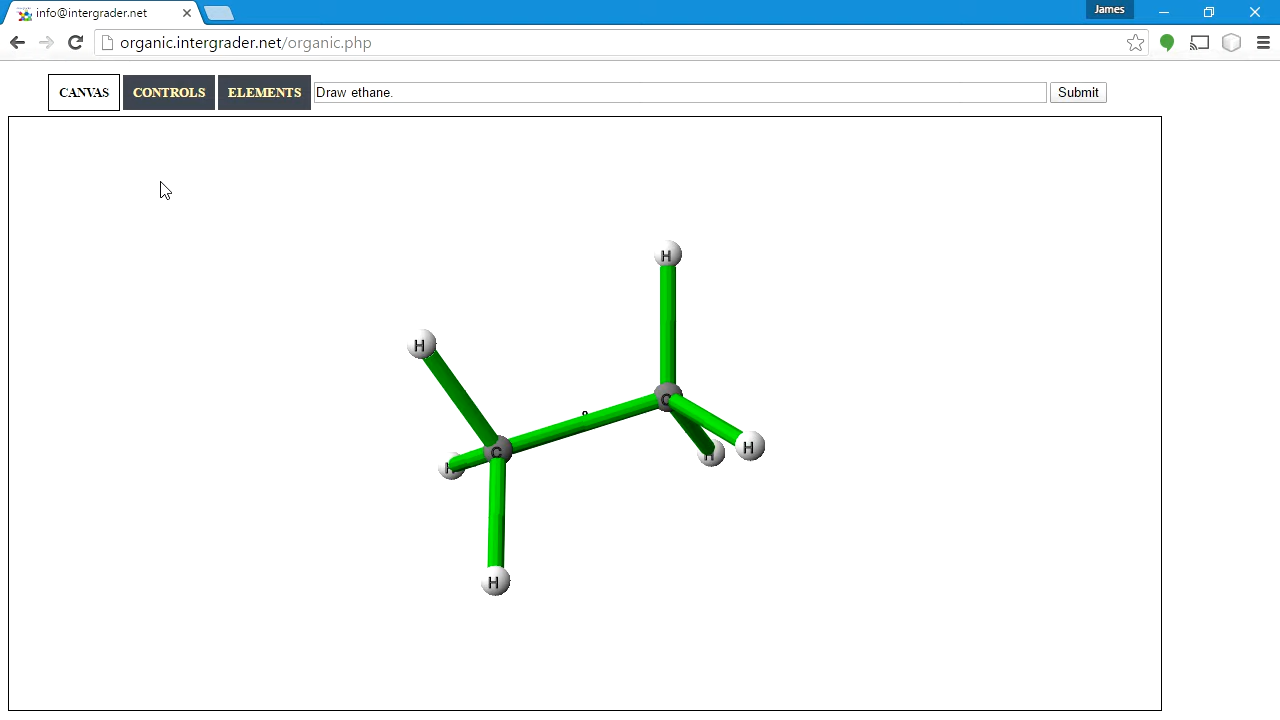 info@intergrader.net
James
organic.intergrader.net/organic.php
CANVAS CONTROLS ELEMENTS Draw ethane. Submit
H
H
C
C
H
H
H
H